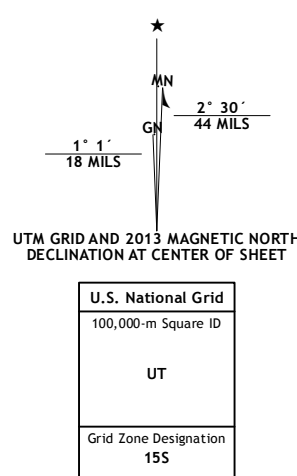 ★
MN
GN
2° 30´
44 MILS
1° 1´
18 MILS
UTM GRID AND 2013 MAGNETIC NORTH
DECLINATION AT CENTER OF SHEET
U.S. National Grid
100,000-m Square ID
UT
Grid Zone Designation
15S